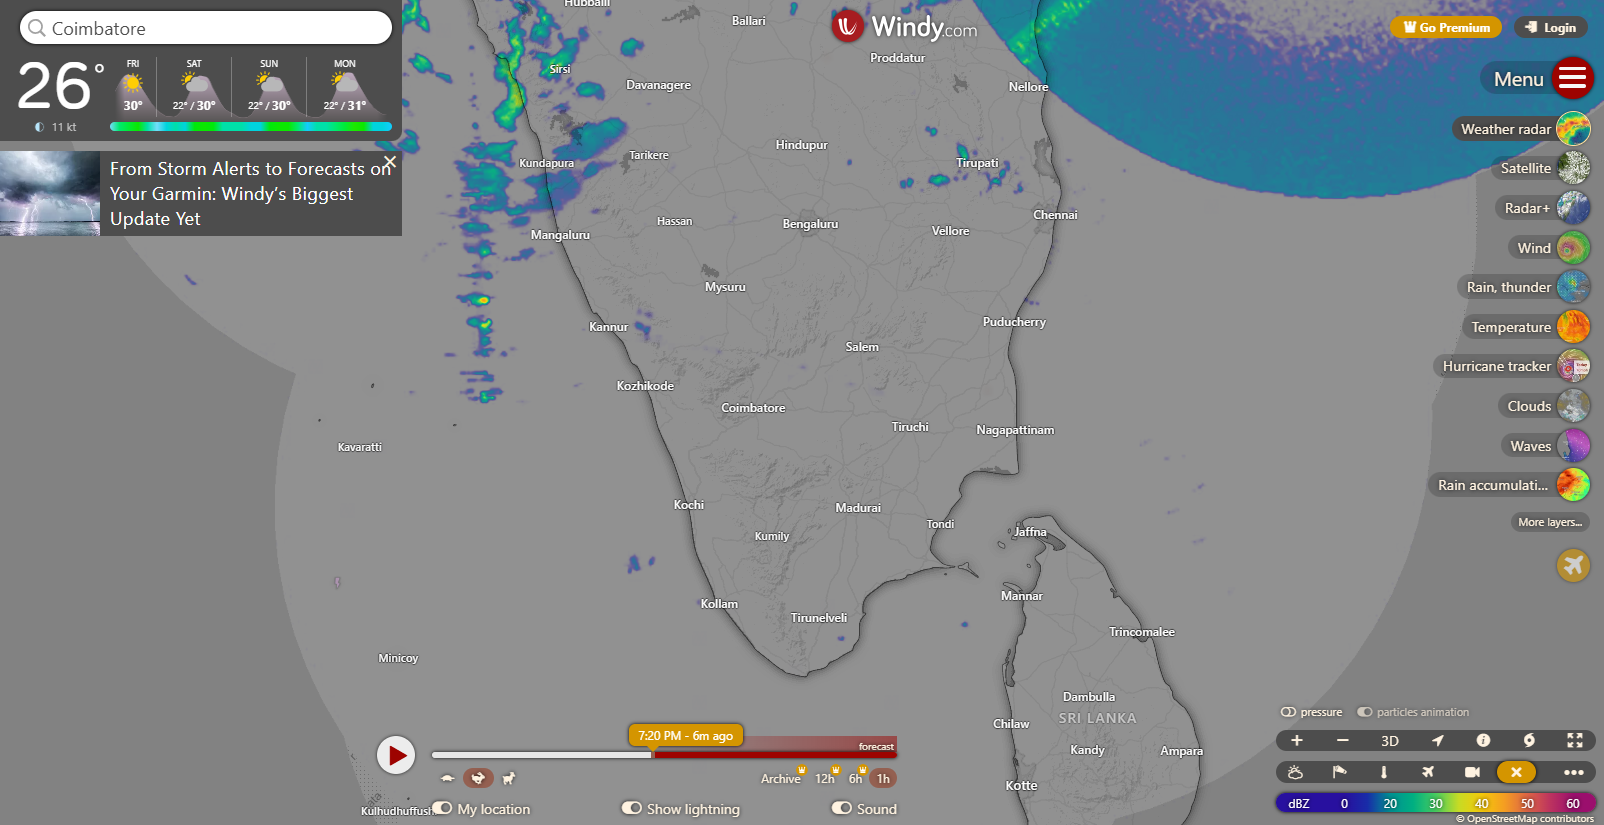 Coimbatore
26°
11 kt
FRI
SAT
SUN
MON
30°
22° / 30°
22° / 30°
22° / 31°
From Storm Alerts to Forecasts on
Your Garmin: Windy's Biggest
Update Yet
Windy.com
Go Premium
Login
Menu
Weather radar
Satellite
Radar+
Wind
Rain, thunder
Temperature
Hurricane tracker
Clouds
Waves
Rain accumulati...
More layers...
Hubballi
Ballari
Proddatur
Sirsi
Davanagere
Nellore
Hindupur
Kundapura
Tarikere
Tirupati
Mangaluru
Hassan
Bengaluru
Vellore
Chennai
Mysuru
Kannur
Puducherry
Salem
Kozhikode
Coimbatore
Tiruchi
Nagapattinam
Kavaratti
Kochi
Madurai
Tondi
Kumily
Jaffna
Kollam
Tirunelveli
Mannar
Trincomalee
Minicoy
Dambulla
SRI LANKA
Chilaw
Kandy
Ampara
Kotte
Kulhudhuffushi
7:20 PM - 6m ago
forecast
Archive
12h
6h
1h
My location
Show lightning
Sound
pressure
particles animation
+
−
3D
dBZ 0 20 30 40 50 60
© OpenStreetMap contributors